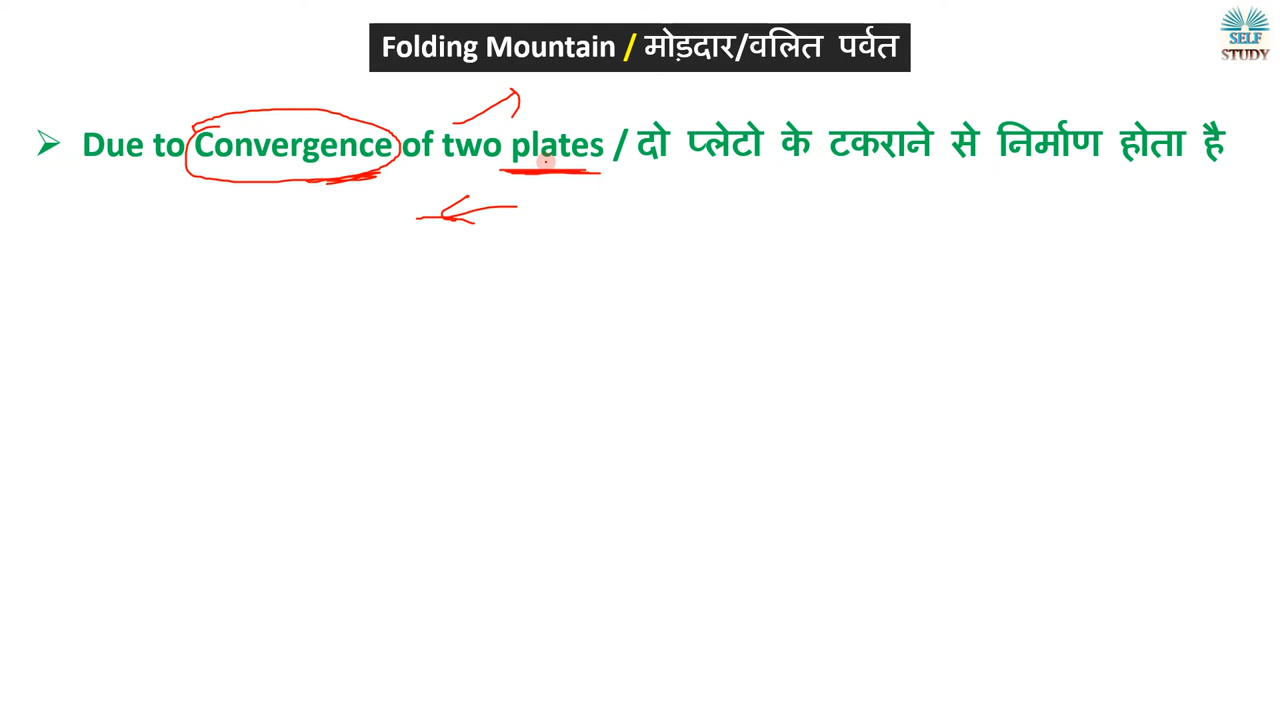 Folding Mountain / मोड़दार/वलित पर्वत
SELF
STUDY
➢ Due to Convergence of two plates / दो प्लेटो के टकराने से निर्माण होता है